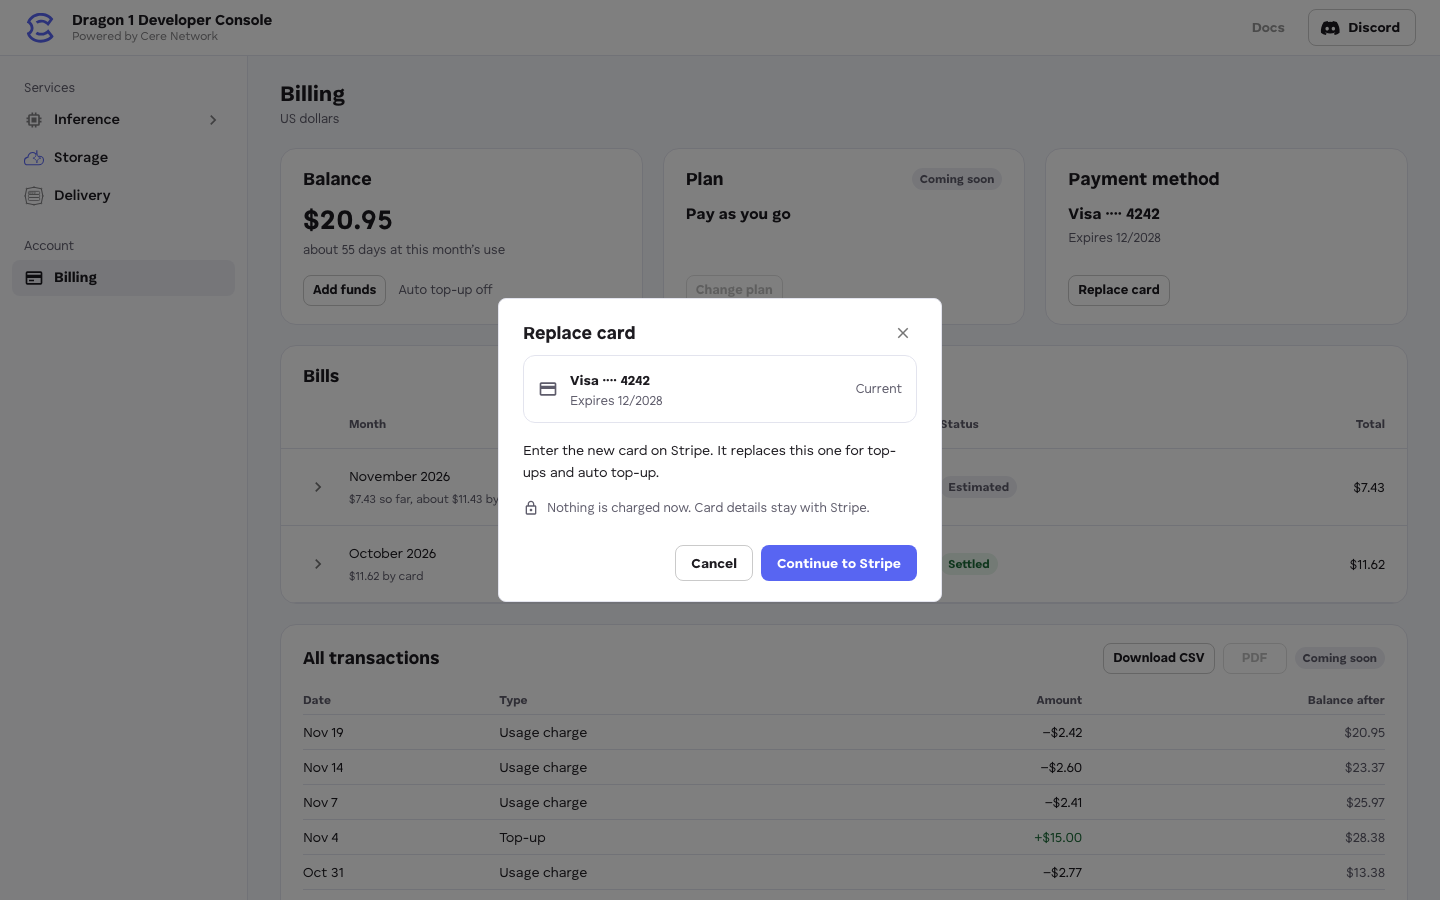 Dragon 1 Developer Console
Powered by Cere Network
Docs
Discord
Services
Inference
Storage
Delivery
Account
Billing
Billing
US dollars
Balance
$20.95
about 55 days at this month's use
Add funds
Auto top-up off
Plan
Coming soon
Pay as you go
Change plan
Payment method
Visa ···· 4242
Expires 12/2028
Replace card
Replace card
Visa ···· 4242
Expires 12/2028
Current
Enter the new card on Stripe. It replaces this one for top-
ups and auto top-up.
Nothing is charged now. Card details stay with Stripe.
Cancel
Continue to Stripe
Bills
Month
Status
Total
November 2026
$7.43 so far, about $11.43 by
Estimated
$7.43
October 2026
$11.62 by card
Settled
$11.62
All transactions
Download CSV
PDF
Coming soon
Date Type Amount Balance after
Nov 19 Usage charge −$2.42 $20.95
Nov 14 Usage charge −$2.60 $23.37
Nov 7 Usage charge −$2.41 $25.97
Nov 4 Top-up +$15.00 $28.38
Oct 31 Usage charge −$2.77 $13.38